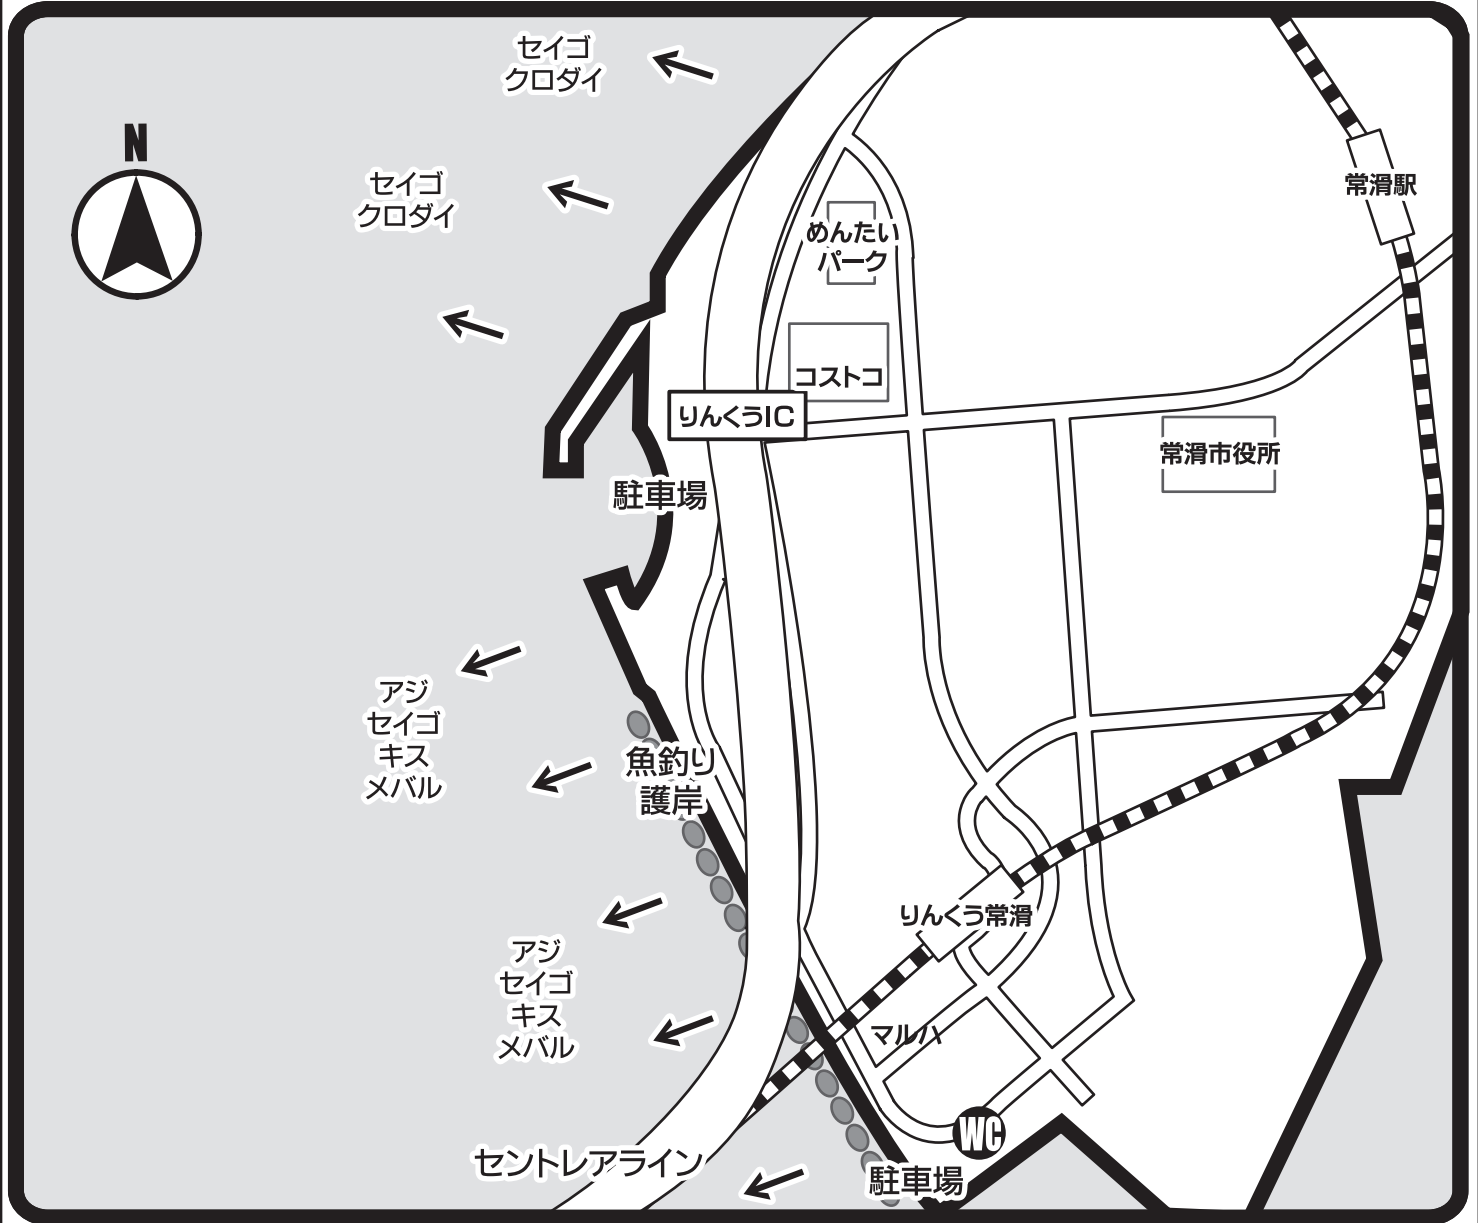 セイゴ
クロダイ
N
セイゴ
クロダイ
常滑駅
めんたい
パーク
コストコ
りんくうIC
常滑市役所
駐車場
アジ
セイゴ
キス
メバル
魚釣り
護岸
りんくう常滑
アジ
セイゴ
キス
メバル
マルハ
WC
セントレアライン
駐車場